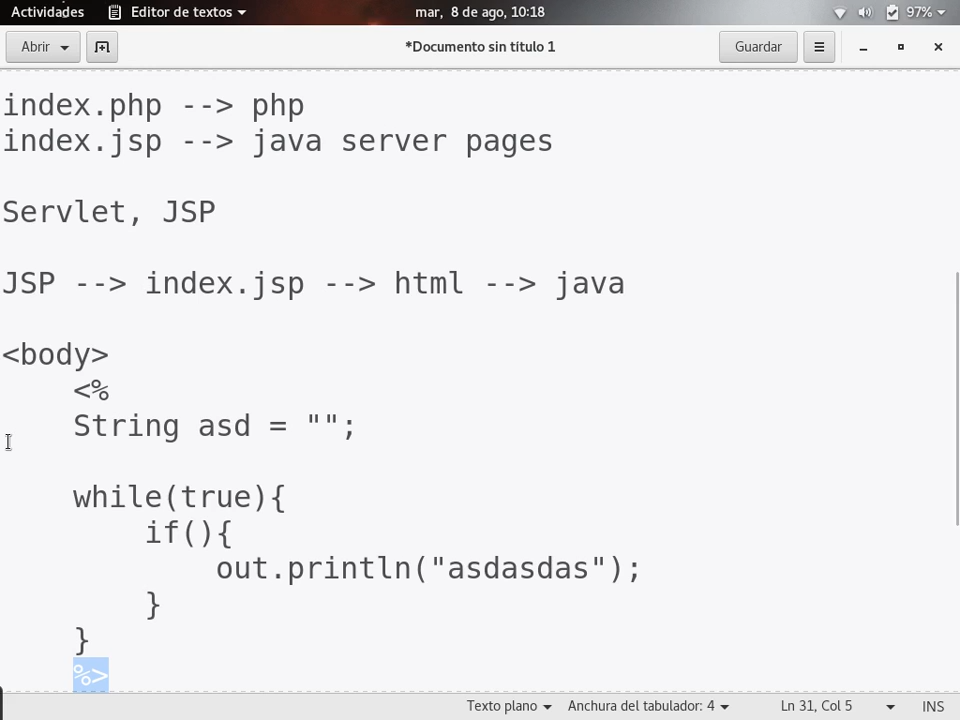 Actividades Editor de textos mar, 8 de ago, 10:18 97%
Abrir *Documento sin título 1 Guardar
index.php --> php
index.jsp --> java server pages
Servlet, JSP
JSP --> index.jsp --> html --> java
<body>
<%
String asd = "";
while(true){
if(){
out.println("asdasdas");
}
}
%>
Texto plano Anchura del tabulador: 4 Ln 31, Col 5 INS